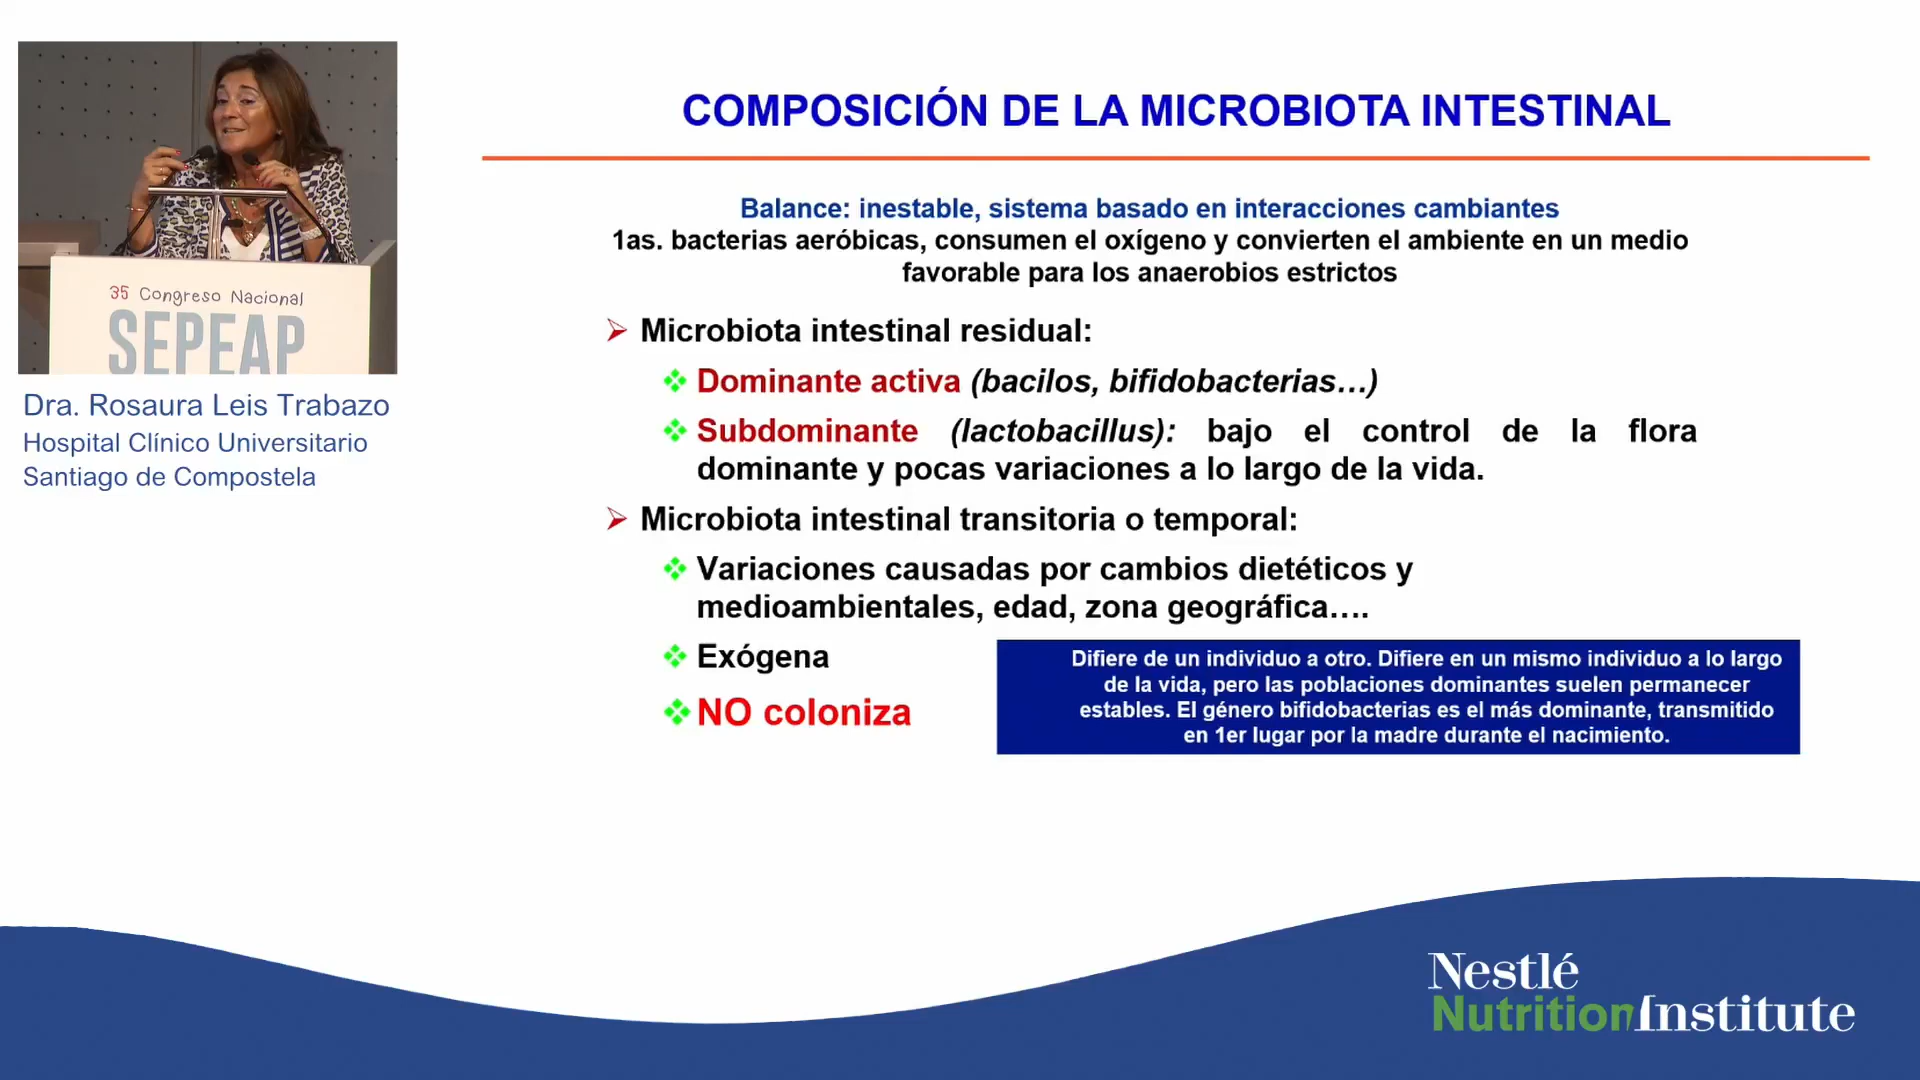 35 Congreso Nacional
SEPEAP
Dra. Rosaura Leis Trabazo
Hospital Clínico Universitario
Santiago de Compostela
COMPOSICIÓN DE LA MICROBIOTA INTESTINAL
Balance: inestable, sistema basado en interacciones cambiantes
1as. bacterias aeróbicas, consumen el oxígeno y convierten el ambiente en un medio
favorable para los anaerobios estrictos
Microbiota intestinal residual:
Dominante activa (bacilos, bifidobacterias…)
Subdominante (lactobacillus): bajo el control de la flora
dominante y pocas variaciones a lo largo de la vida.
Microbiota intestinal transitoria o temporal:
Variaciones causadas por cambios dietéticos y
medioambientales, edad, zona geográfica….
Exógena
NO coloniza
Difiere de un individuo a otro. Difiere en un mismo individuo a lo largo
de la vida, pero las poblaciones dominantes suelen permanecer
estables. El género bifidobacterias es el más dominante, transmitido
en 1er lugar por la madre durante el nacimiento.
Nestlé
NutritionInstitute